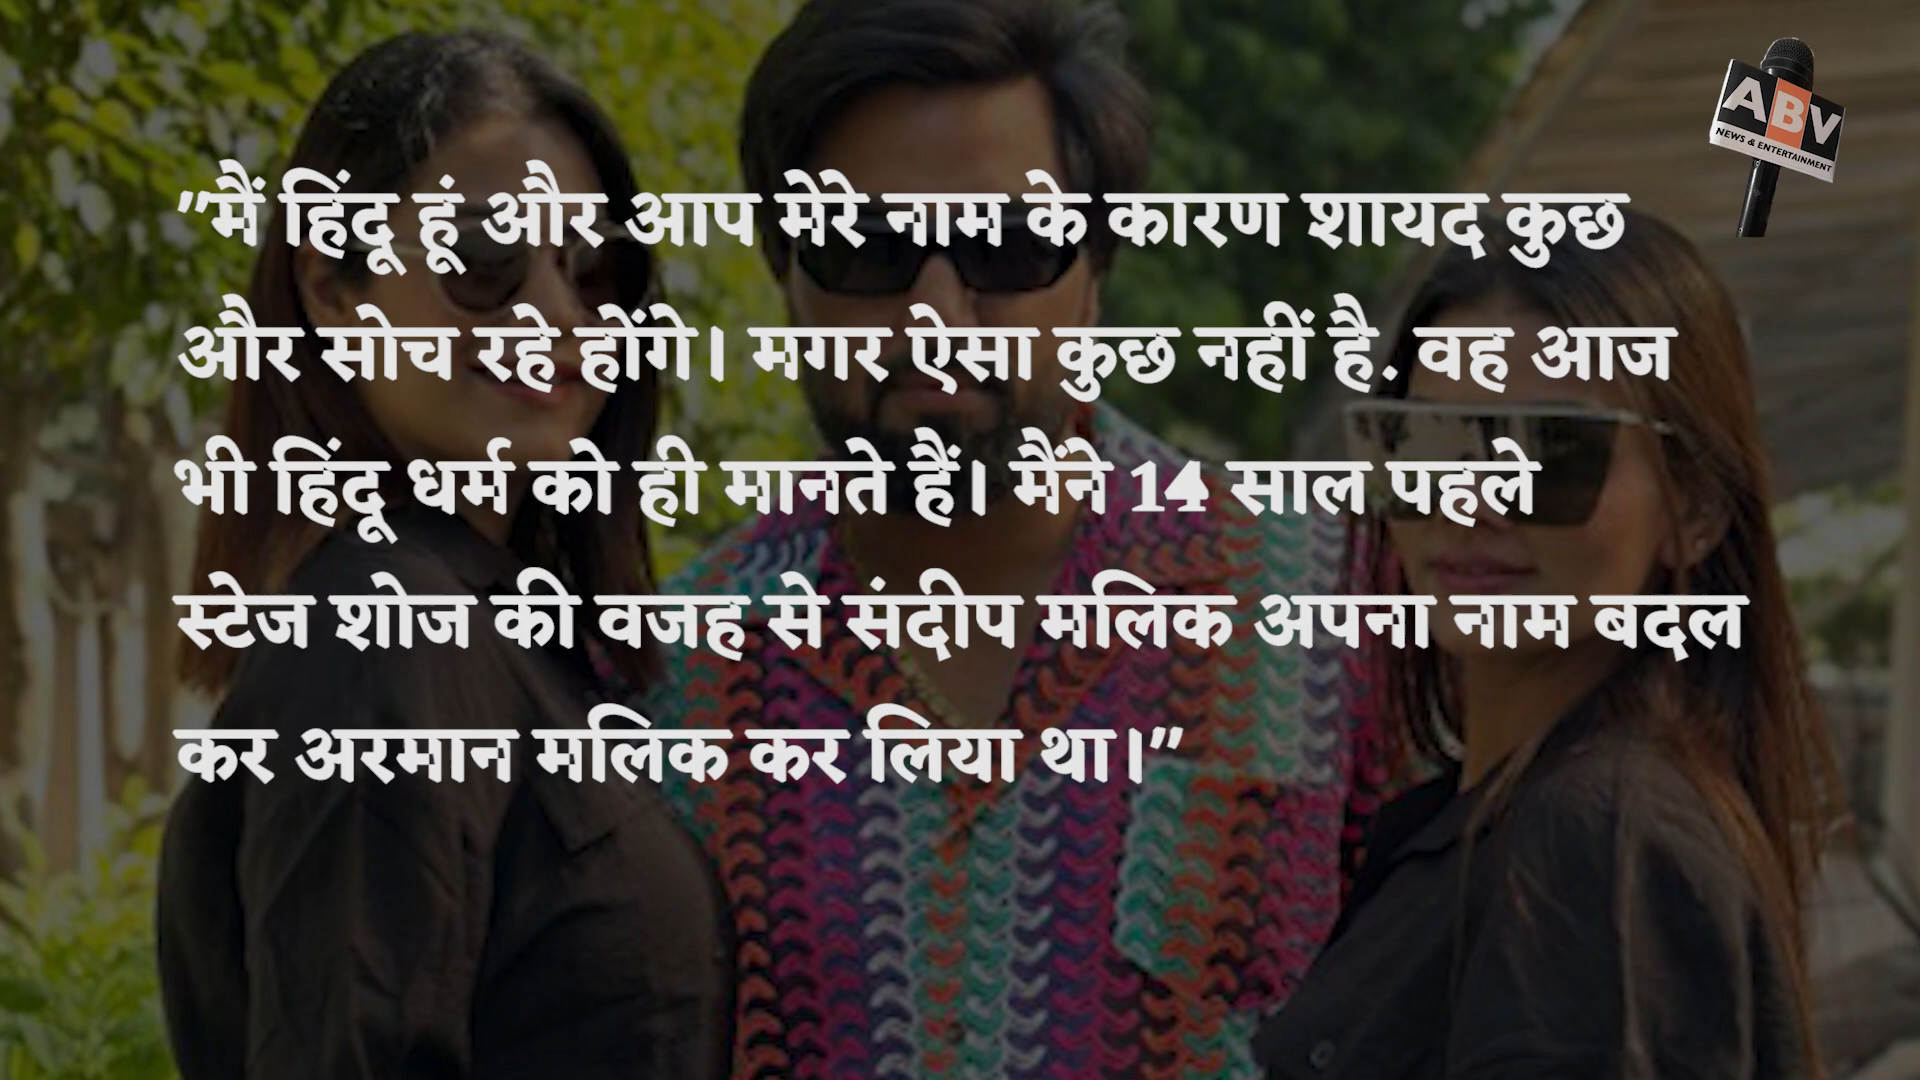 "मैं हिंदू हूं और आप मेरे नाम के कारण शायद कुछ
और सोच रहे होंगे। मगर ऐसा कुछ नहीं है. वह आज
भी हिंदू धर्म को ही मानते हैं। मैंने 14 साल पहले
स्टेज शोज की वजह से संदीप मलिक अपना नाम बदल
कर अरमान मलिक कर लिया था।"
ABV
NEWS & ENTERTAINMENT